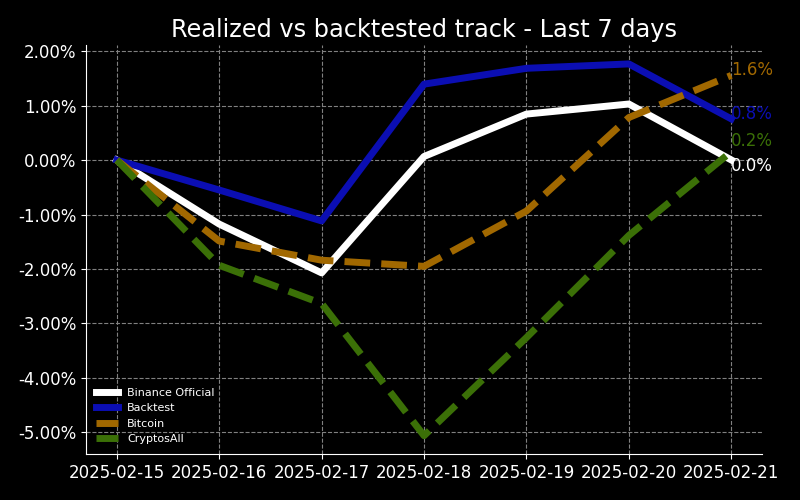 Realized vs backtested track - Last 7 days
2.00%
1.00%
0.00%
-1.00%
-2.00%
-3.00%
-4.00%
-5.00%
1.6%
0.8%
0.2%
0.0%
Binance Official
Backtest
Bitcoin
CryptosAll
2025-02-15 2025-02-16 2025-02-17 2025-02-18 2025-02-19 2025-02-20 2025-02-21